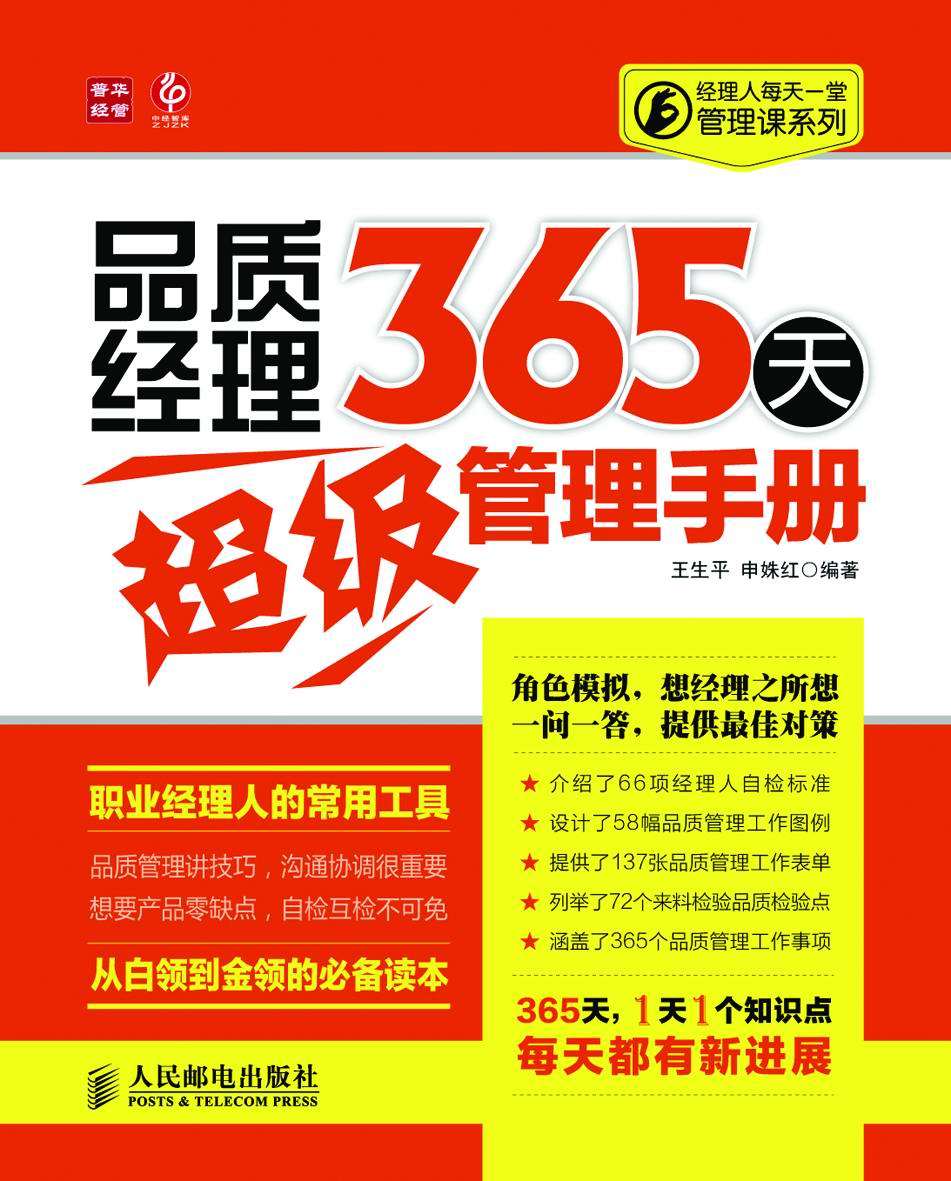 普华
经管
中经智库
ZJZK
经理人每天一堂
管理课系列
品质
经理
365天
超级管理手册
王生平 申姝红○编著
角色模拟，想经理之所想
一问一答，提供最佳对策
★ 介绍了66项经理人自检标准
★ 设计了58幅品质管理工作图例
★ 提供了137张品质管理工作表单
★ 列举了72个来料检验品质检验点
★ 涵盖了365个品质管理工作事项
365天，1天1个知识点
每天都有新进展
职业经理人的常用工具
品质管理讲技巧，沟通协调很重要
想要产品零缺点，自检互检不可免
从白领到金领的必备读本
人民邮电出版社
POSTS & TELECOM PRESS